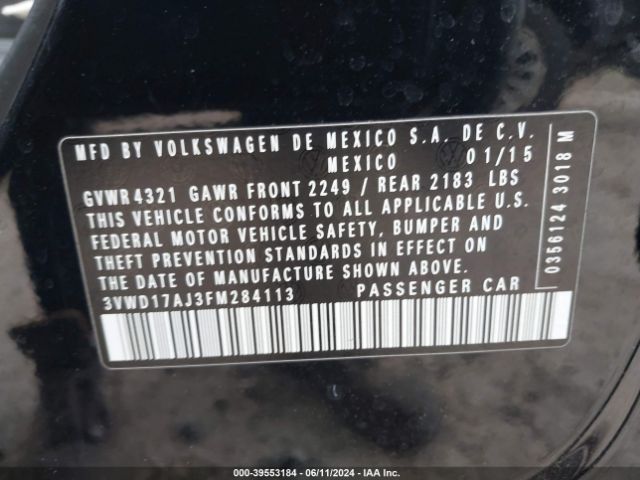 MFD BY VOLKSWAGEN DE MEXICO S.A. DE C.V.
MEXICO 01/15
GVWR 4321 GAWR FRONT 2249 / REAR 2183 LBS
THIS VEHICLE CONFORMS TO ALL APPLICABLE U.S.
FEDERAL MOTOR VEHICLE SAFETY, BUMPER AND
THEFT PREVENTION STANDARDS IN EFFECT ON
THE DATE OF MANUFACTURE SHOWN ABOVE.
3VWD17AJ3FM284113 PASSENGER CAR
0356124 3018 M
000-39553184 - 06/11/2024 - IAA Inc.